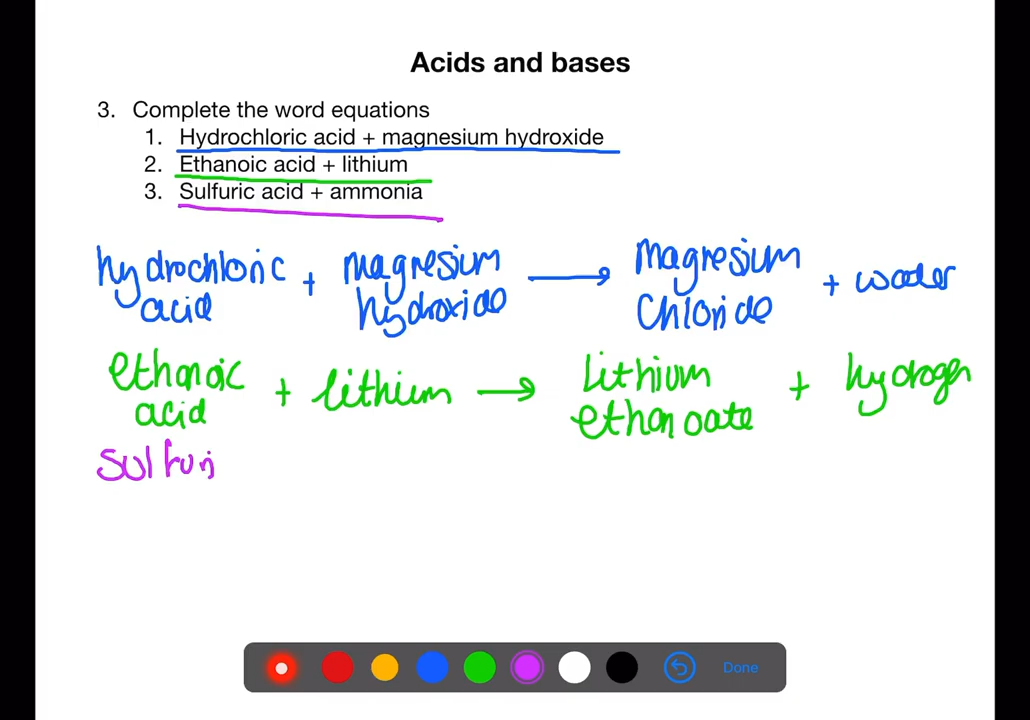 Acids and bases
3. Complete the word equations
1. Hydrochloric acid + magnesium hydroxide
2. Ethanoic acid + lithium
3. Sulfuric acid + ammonia
hydrochloric acid + magnesium hydroxide → Magnesium Chloride + water
ethanoic acid + lithium → Lithium ethanoate + hydrogen
sulfuri
Done